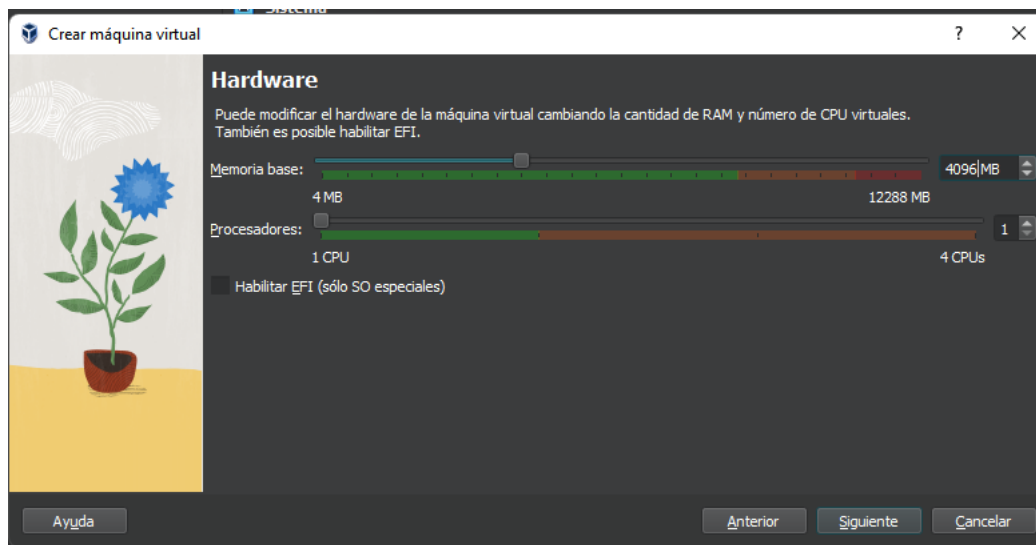 Sistema
Crear máquina virtual
?
Hardware
Puede modificar el hardware de la máquina virtual cambiando la cantidad de RAM y número de CPU virtuales.
También es posible habilitar EFI.
Memoria base:
4096 MB
4 MB
12288 MB
Procesadores:
1
1 CPU
4 CPUs
Habilitar EFI (sólo SO especiales)
Ayuda
Anterior
Siguiente
Cancelar